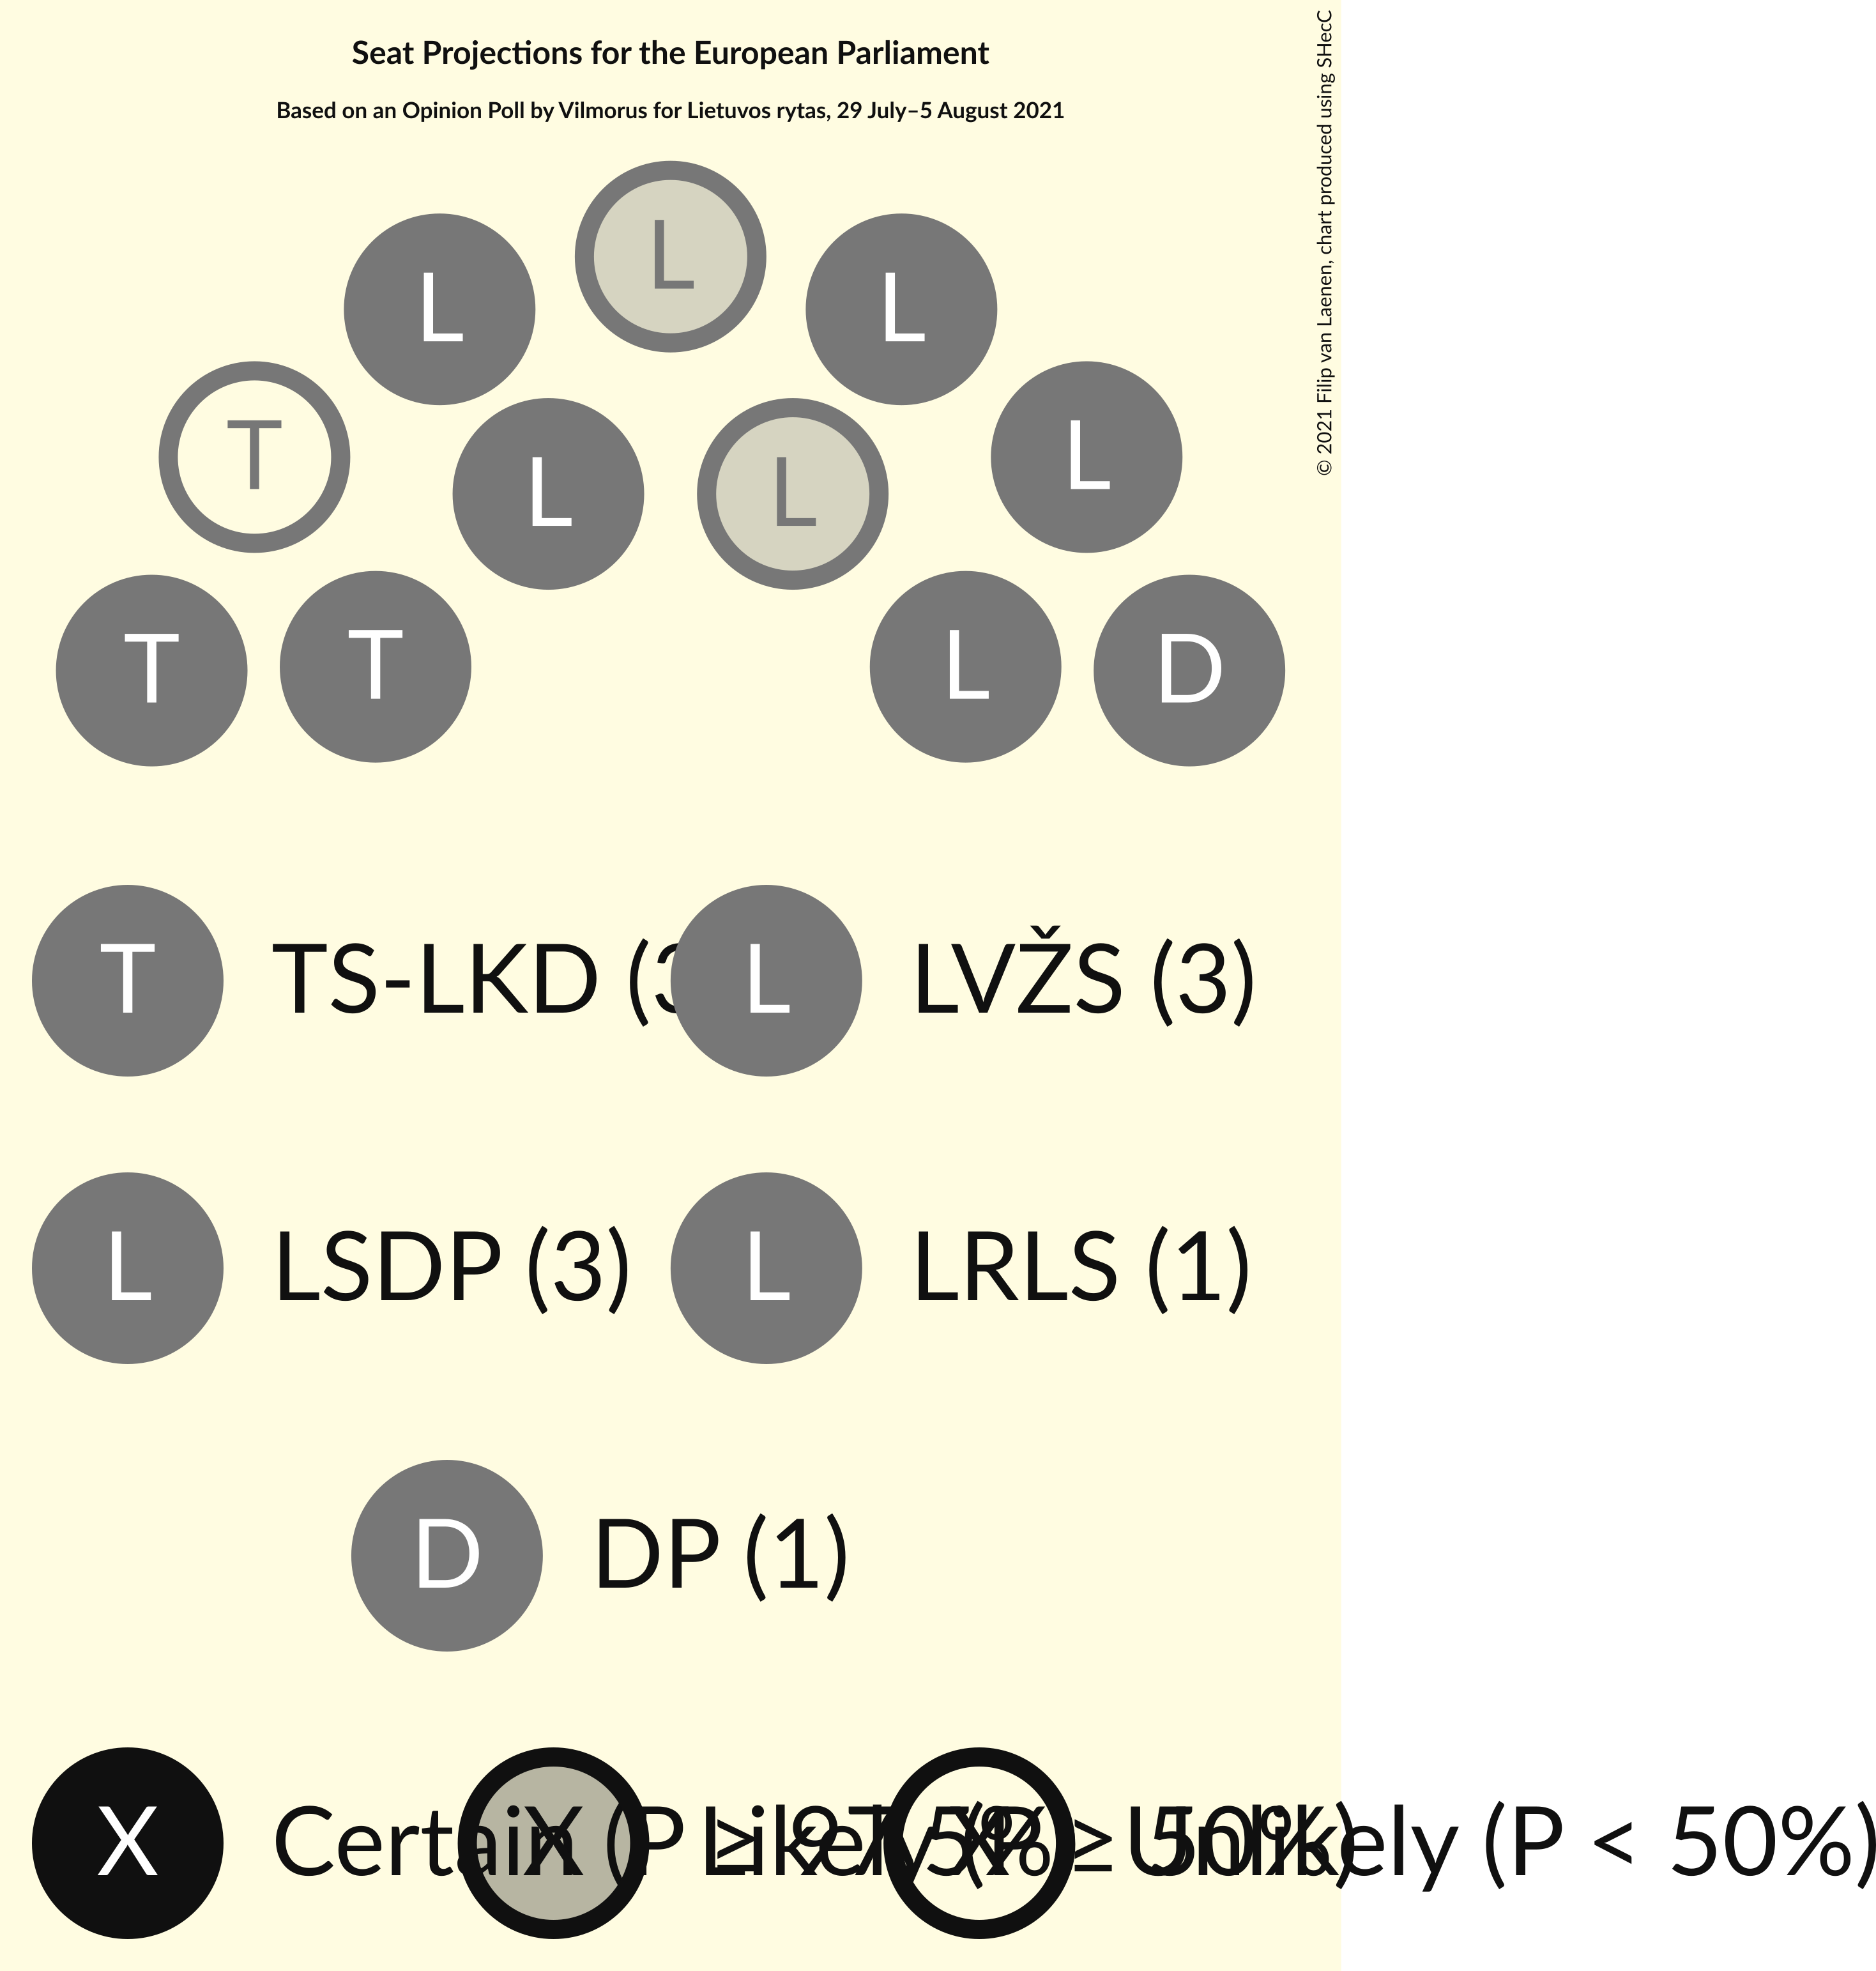 Seat Projections for the European Parliament
Based on an Opinion Poll by Vilmorus for Lietuvos rytas, 29 July–5 August 2021
© 2021 Filip van Laenen, chart produced using SHecC
L
L L
T L
L L
T T L D
T TS-LKD (3 L LVŽS (3)
L LSDP (3) L LRLS (1)
D DP (1)
X Certain (P ≥ X Likely (P ≥ 50%) X Unlikely (P < 50%)